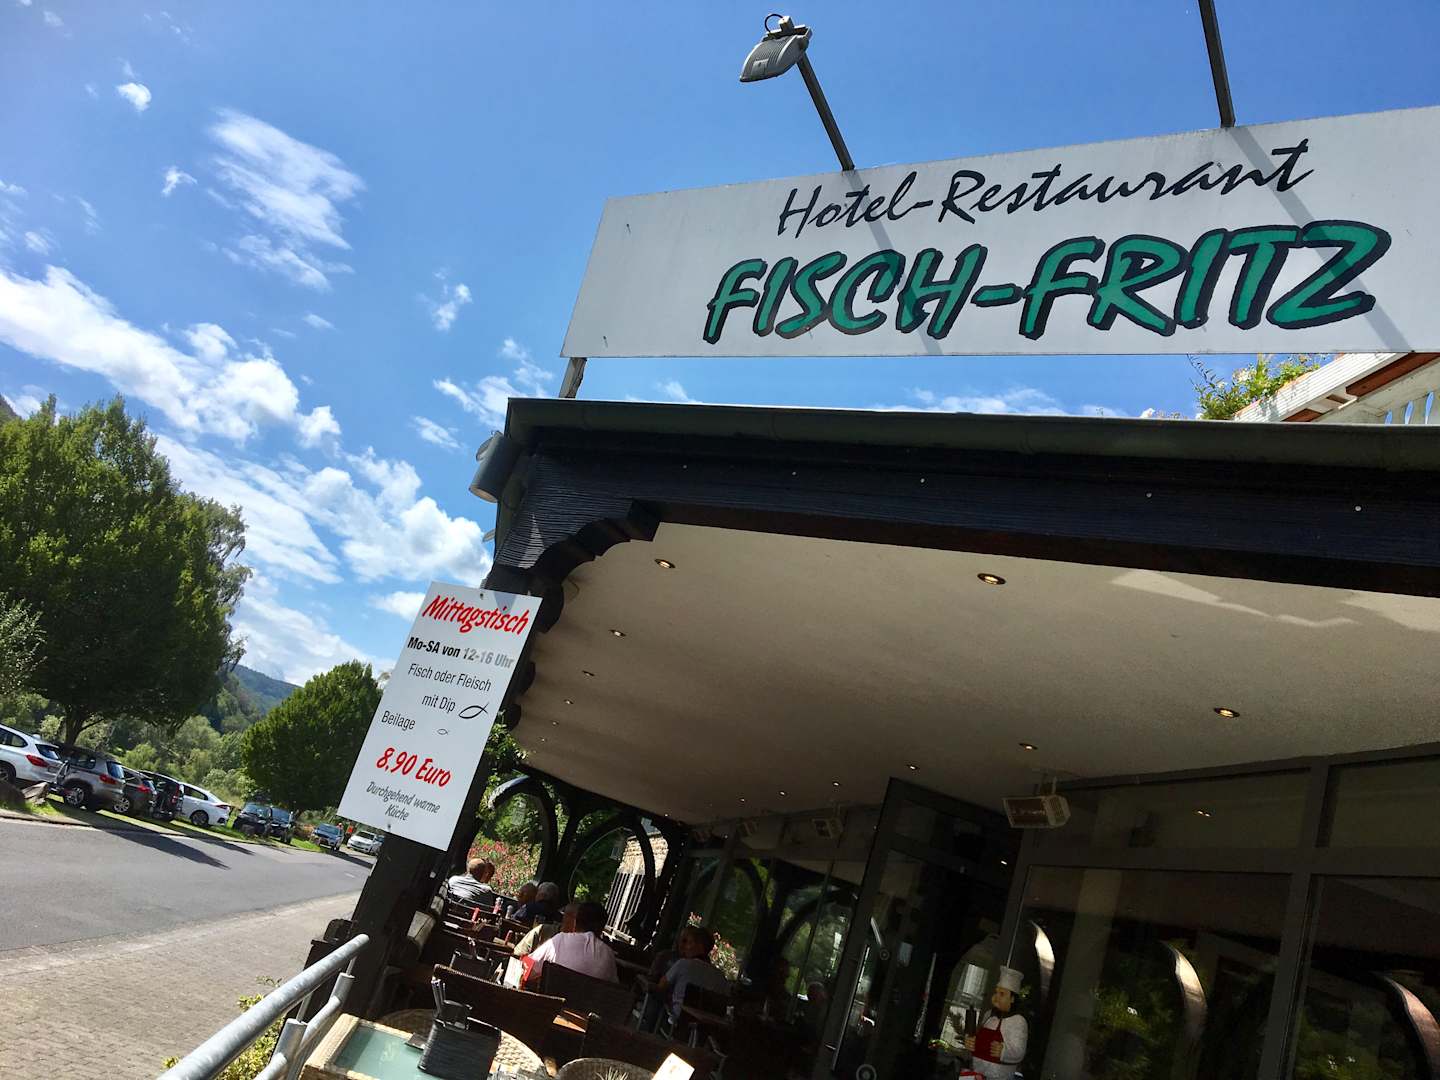 Hotel-Restaurant
FISCH-FRITZ
Mittagstisch
Mo-SA von 12-16 Uhr
Fisch oder Fleisch
mit Dip
Beilage
8,90 Euro
Durchgehend warme
Küche